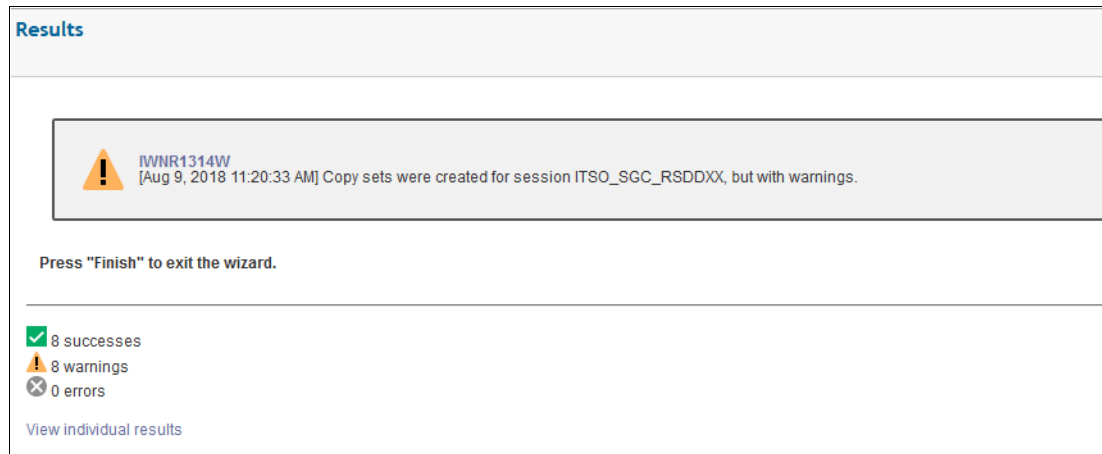 Results
IWNR1314W
[Aug 9, 2018 11:20:33 AM] Copy sets were created for session ITSO_SGC_RSDDXX, but with warnings.
Press "Finish" to exit the wizard.
8 successes
8 warnings
0 errors
View individual results